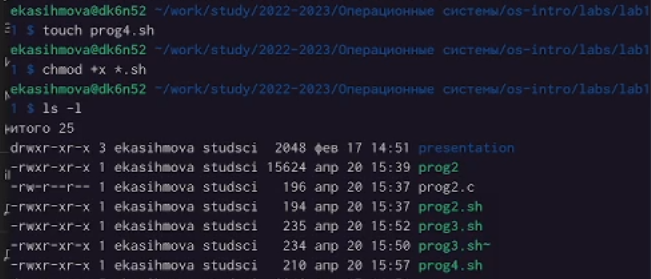 ekasihmova@dk6n52 ~/work/study/2022-2023/Операционные системы/os-intro/labs/lab1
1 $ touch prog4.sh
ekasihmova@dk6n52 ~/work/study/2022-2023/Операционные системы/os-intro/labs/lab1
1 $ chmod +x *.sh
ekasihmova@dk6n52 ~/work/study/2022-2023/Операционные системы/os-intro/labs/lab1
1 $ ls -l
итого 25
drwxr-xr-x 3 ekasihmova studsci 2048 фев 17 14:51 presentation
-rwxr-xr-x 1 ekasihmova studsci 15624 апр 20 15:39 prog2
-rw-r--r-- 1 ekasihmova studsci 196 апр 20 15:37 prog2.c
-rwxr-xr-x 1 ekasihmova studsci 194 апр 20 15:37 prog2.sh
-rwxr-xr-x 1 ekasihmova studsci 235 апр 20 15:52 prog3.sh
-rwxr-xr-x 1 ekasihmova studsci 234 апр 20 15:50 prog3.sh~
-rwxr-xr-x 1 ekasihmova studsci 210 апр 20 15:57 prog4.sh